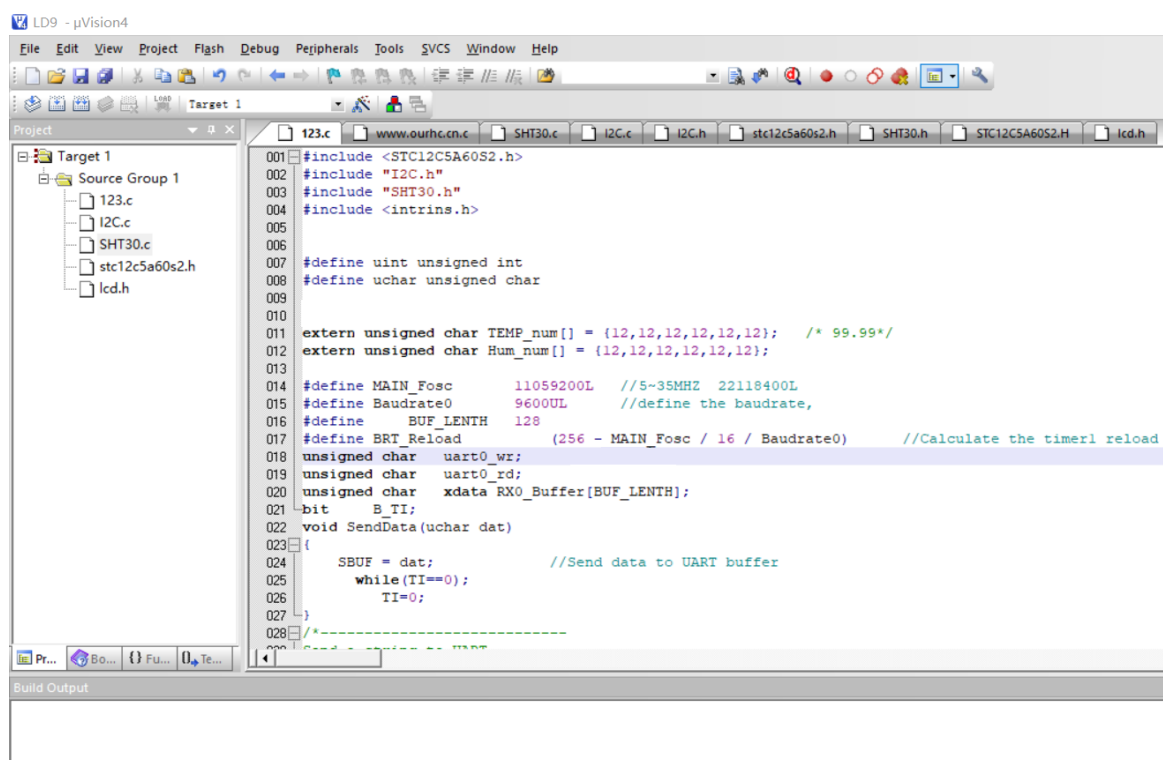 LD9 - µVision4
File Edit View Project Flash Debug Peripherals Tools SVCS Window Help
LOAD Target 1
Project
123.c www.ourhc.cn.c SHT30.c I2C.c I2C.h stc12c5a60s2.h SHT30.h STC12C5A60S2.H lcd.h
Target 1
Source Group 1
123.c
I2C.c
SHT30.c
stc12c5a60s2.h
lcd.h
001 #include <STC12C5A60S2.h>
002 #include "I2C.h"
003 #include "SHT30.h"
004 #include <intrins.h>
005
006
007 #define uint unsigned int
008 #define uchar unsigned char
009
010
011 extern unsigned char TEMP_num[] = {12,12,12,12,12,12}; /* 99.99*/
012 extern unsigned char Hum_num[] = {12,12,12,12,12,12};
013
014 #define MAIN_Fosc 11059200L //5~35MHZ 22118400L
015 #define Baudrate0 9600UL //define the baudrate,
016 #define BUF_LENTH 128
017 #define BRT_Reload (256 - MAIN_Fosc / 16 / Baudrate0) //Calculate the timer1 reload
018 unsigned char uart0_wr;
019 unsigned char uart0_rd;
020 unsigned char xdata RX0_Buffer[BUF_LENTH];
021 bit B_TI;
022 void SendData(uchar dat)
023 {
024 SBUF = dat; //Send data to UART buffer
025 while(TI==0);
026 TI=0;
027 }
028 /*----------------------------
Pr... Bo... {} Fu... Te...
Build Output